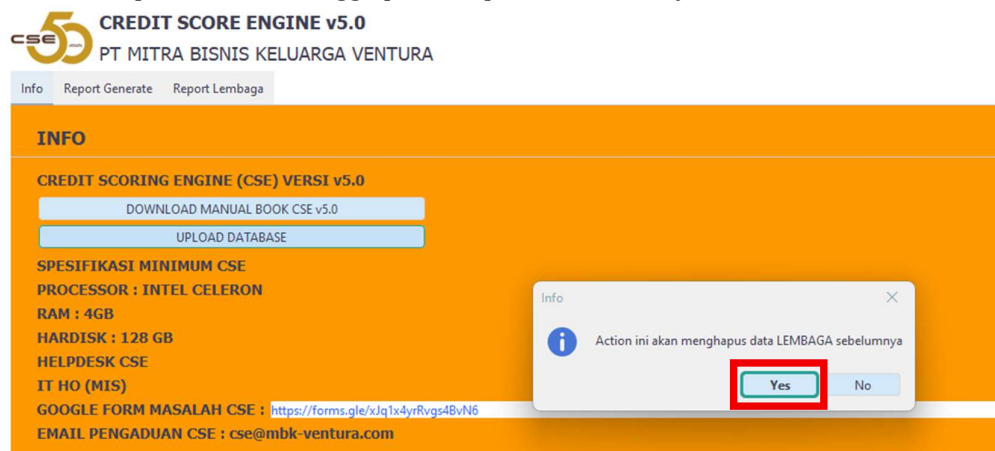 CREDIT SCORE ENGINE v5.0
CSE 50
PT MITRA BISNIS KELUARGA VENTURA
Info Report Generate Report Lembaga
INFO
CREDIT SCORING ENGINE (CSE) VERSI v5.0
DOWNLOAD MANUAL BOOK CSE v5.0
UPLOAD DATABASE
SPESIFIKASI MINIMUM CSE
PROCESSOR : INTEL CELERON
RAM : 4GB
HARDISK : 128 GB
HELPDESK CSE
IT HO (MIS)
GOOGLE FORM MASALAH CSE : https://forms.gle/xJq1x4yrRvgs4BvN6
EMAIL PENGADUAN CSE : cse@mbk-ventura.com
Info
Action ini akan menghapus data LEMBAGA sebelumnya
Yes No